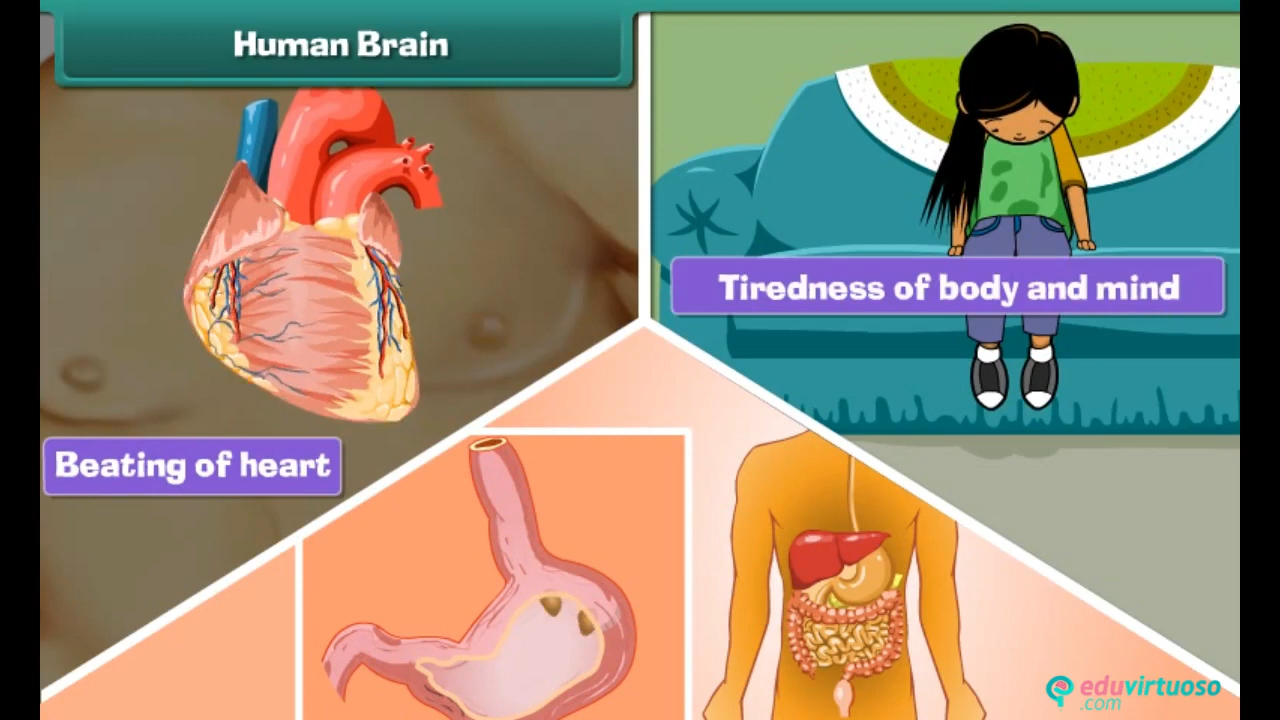 Human Brain
Tiredness of body and mind
Beating of heart
eduvirtuoso
.com